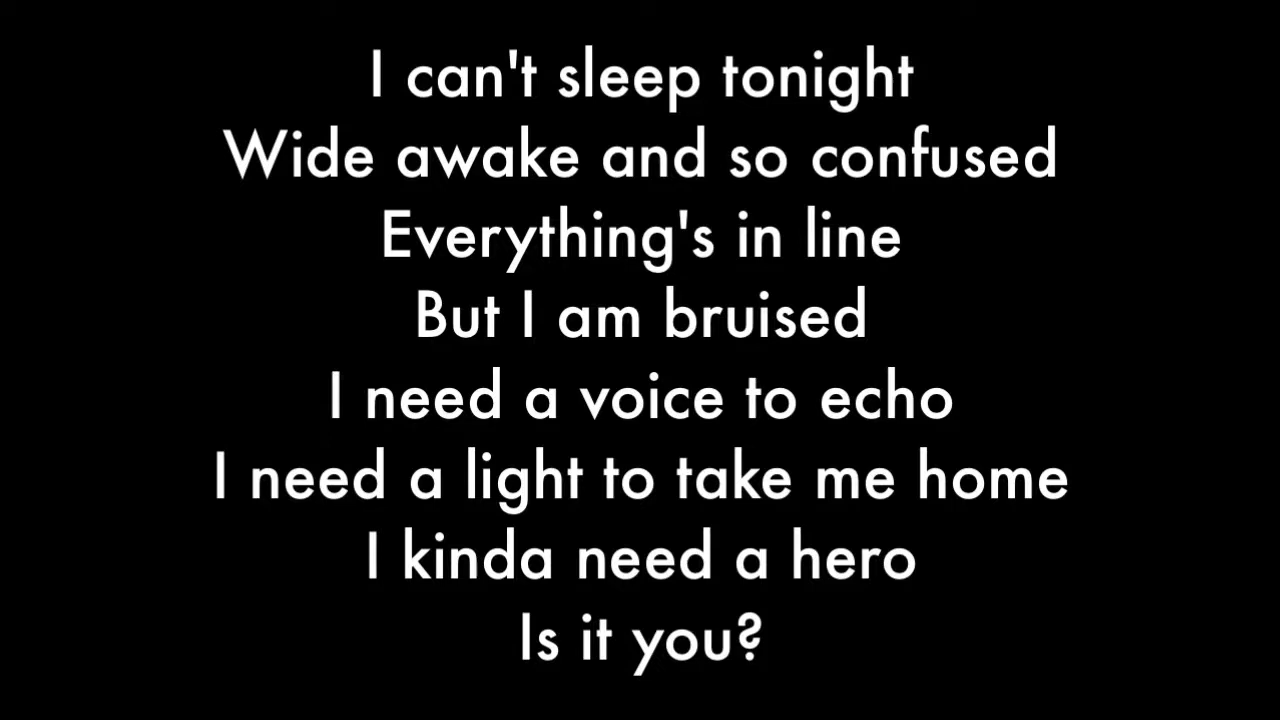 I can't sleep tonight
Wide awake and so confused
Everything's in line
But I am bruised
I need a voice to echo
I need a light to take me home
I kinda need a hero
Is it you?